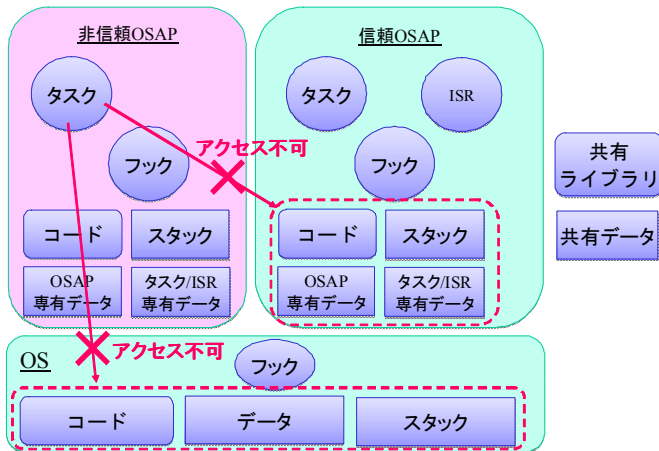 非信頼OSAP
信頼OSAP
タスク
タスク
ISR
フック
アクセス不可
フック
共有
ライブラリ
コード
スタック
コード
スタック
共有データ
OSAP
専有データ
タスク/ISR
専有データ
OSAP
専有データ
タスク/ISR
専有データ
OS
アクセス不可
フック
コード
データ
スタック